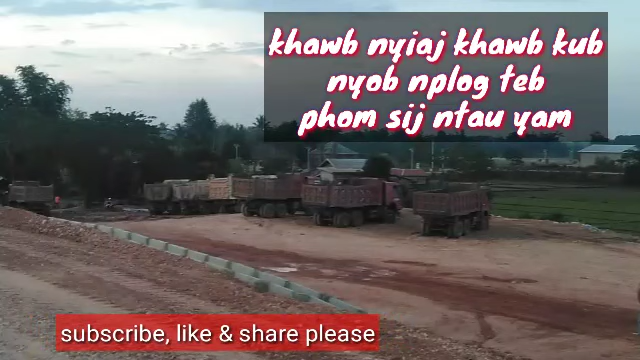 khawb nyiaj khawb kub
nyob nplog teb
phom sij ntau yam
subscribe, like & share please